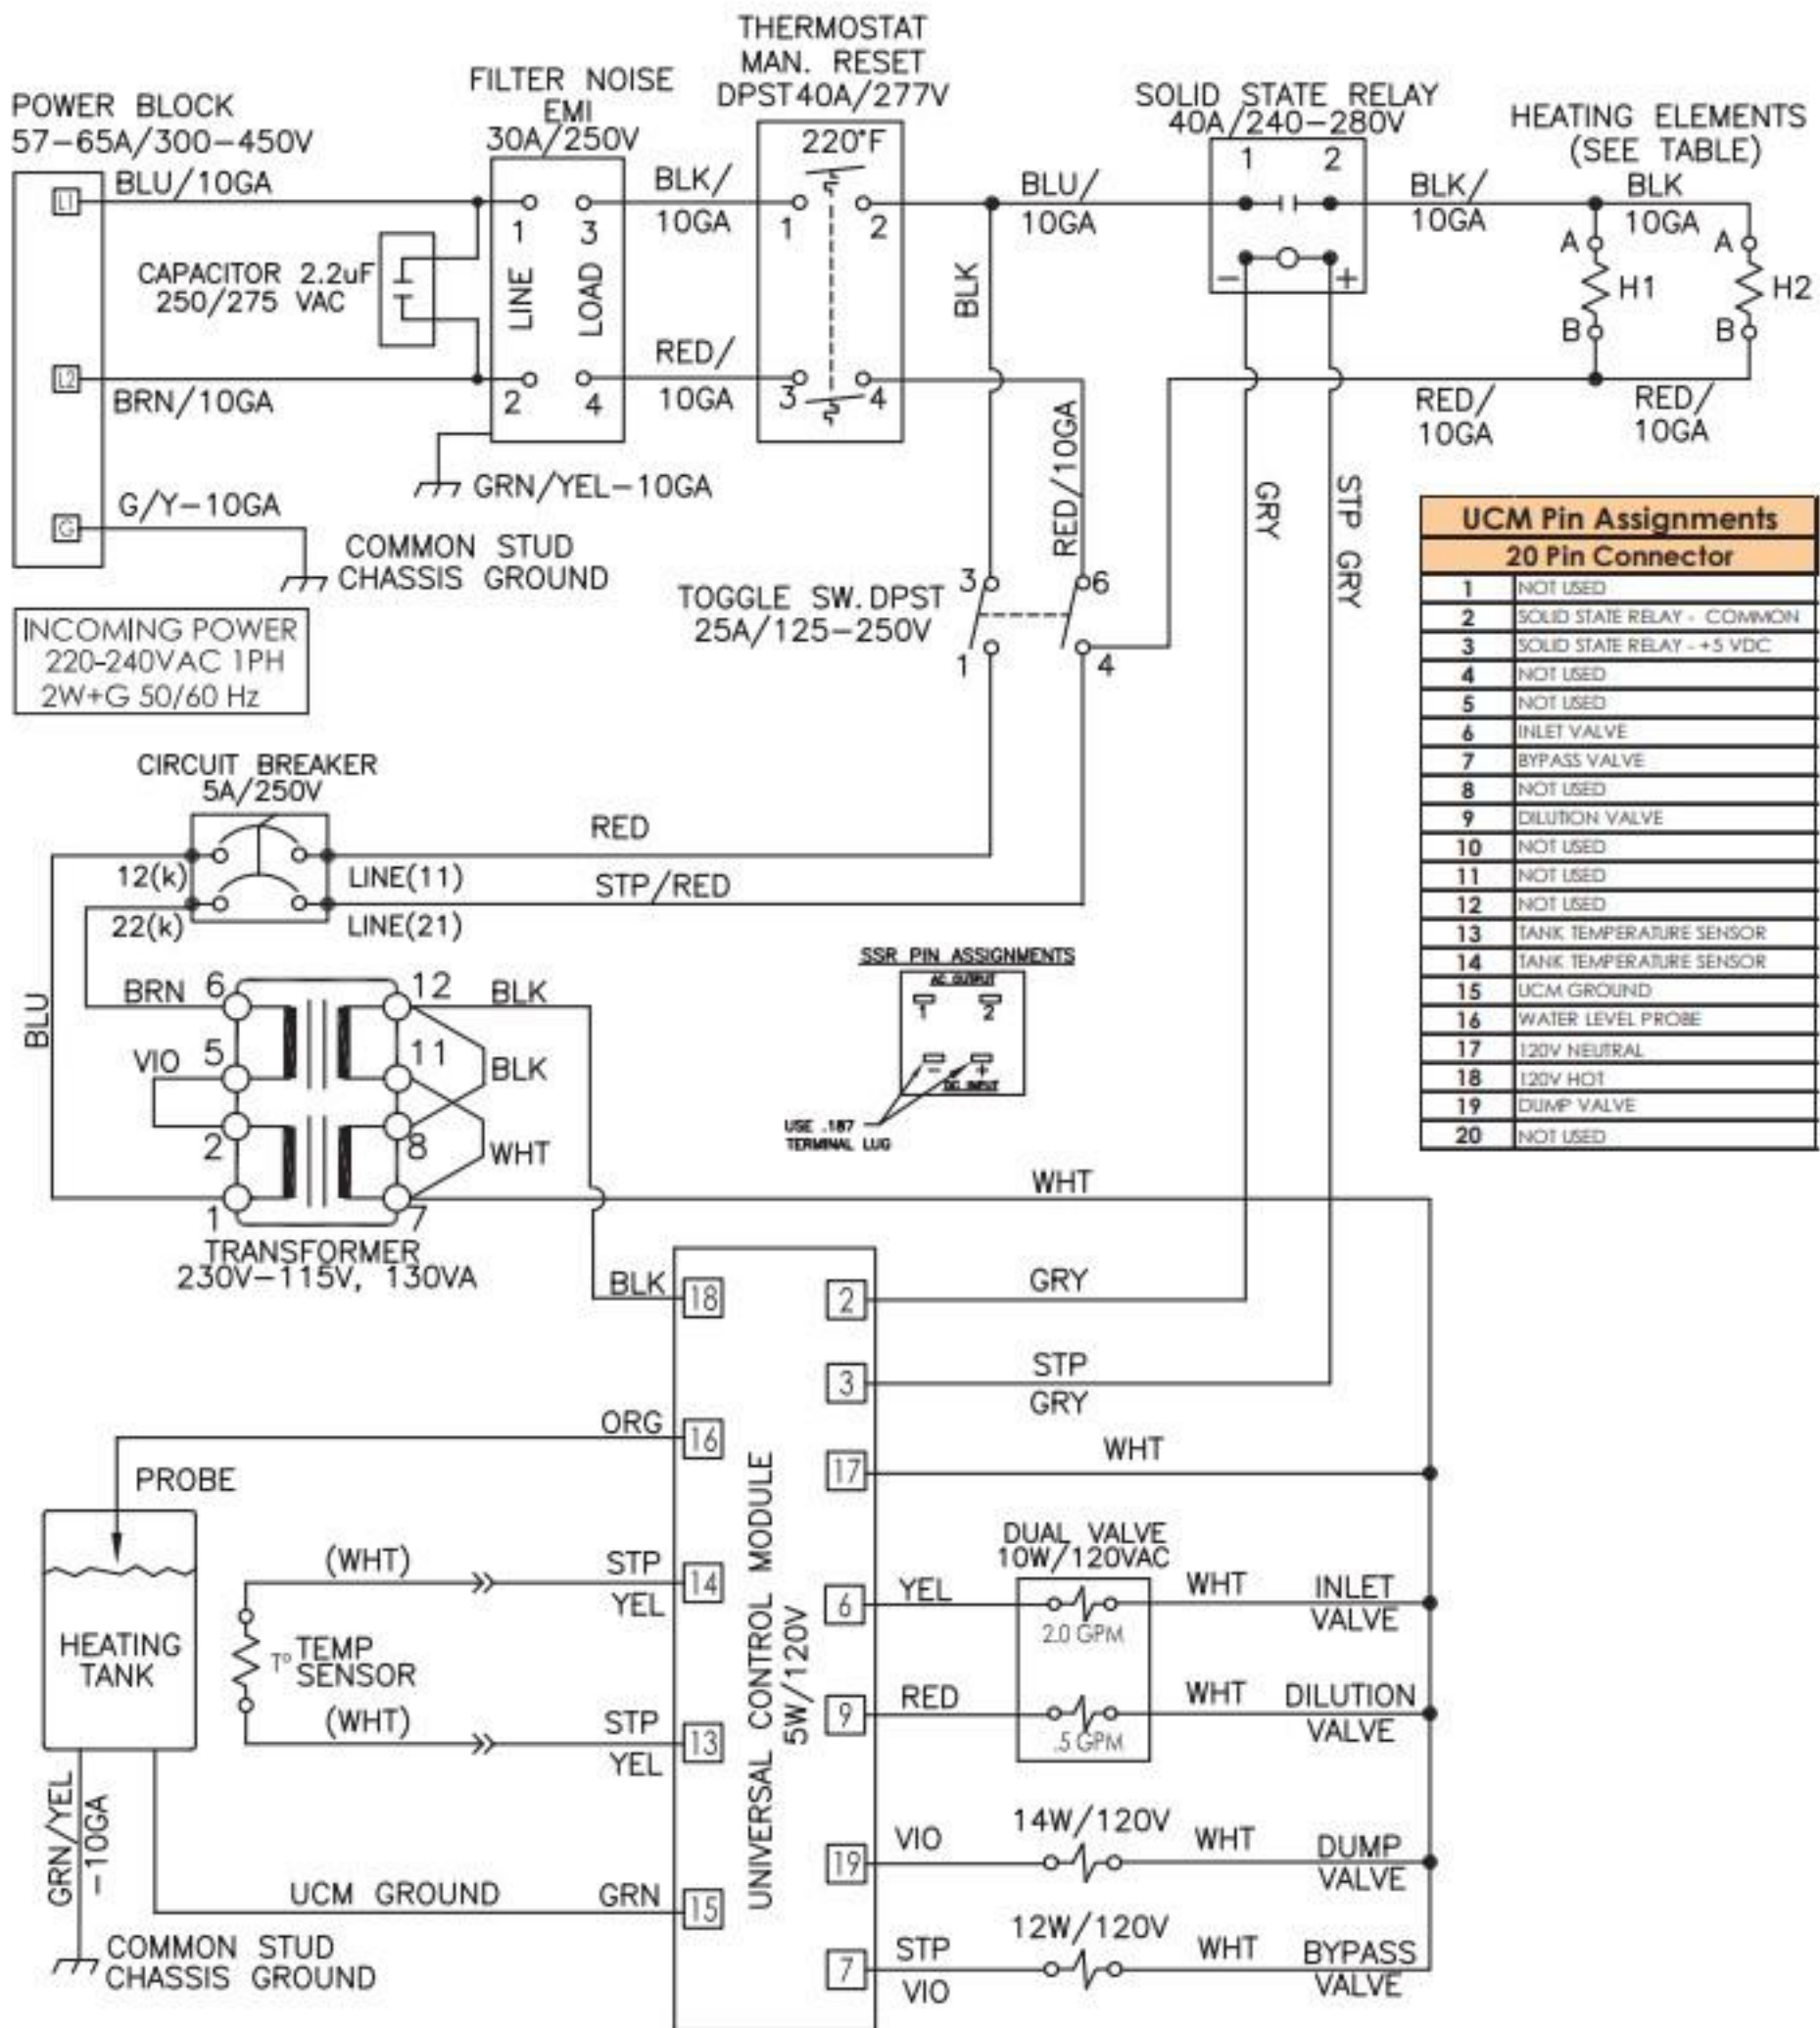 POWER BLOCK
57-65A/300-450V
L1
BLU/10GA
CAPACITOR 2.2uF
250/275 VAC
L2
BRN/10GA
G
G/Y-10GA
COMMON STUD
CHASSIS GROUND
INCOMING POWER
220-240VAC 1PH
2W+G 50/60 Hz
FILTER NOISE
EMI
30A/250V
1
3
LINE
LOAD
2
4
GRN/YEL-10GA
BLK/
10GA
RED/
10GA
THERMOSTAT
MAN. RESET
DPST40A/277V
220°F
1
2
3
4
BLU/
10GA
BLK
RED/10GA
SOLID STATE RELAY
40A/240-280V
1
2
-
+
BLK/
10GA
HEATING ELEMENTS
(SEE TABLE)
BLK
10GA
A
A
H1
H2
B
B
RED/
10GA
RED/
10GA
GRY
STP GRY
TOGGLE SW.DPST
25A/125-250V
3
6
1
4
UCM Pin Assignments
20 Pin Connector
1 NOT USED
2 SOLID STATE RELAY - COMMON
3 SOLID STATE RELAY - +5 VDC
4 NOT USED
5 NOT USED
6 INLET VALVE
7 BYPASS VALVE
8 NOT USED
9 DILUTION VALVE
10 NOT USED
11 NOT USED
12 NOT USED
13 TANK TEMPERATURE SENSOR
14 TANK TEMPERATURE SENSOR
15 UCM GROUND
16 WATER LEVEL PROBE
17 120V NEUTRAL
18 120V HOT
19 DUMP VALVE
20 NOT USED
CIRCUIT BREAKER
5A/250V
12(k)
LINE(11)
22(k)
LINE(21)
RED
STP/RED
BLU
BRN
6
12
BLK
VIO
5
11
BLK
2
8
WHT
1
7
TRANSFORMER
230V-115V, 130VA
SSR PIN ASSIGNMENTS
AC OUTPUT
1
2
-
+
DC INPUT
USE .187
TERMINAL LUG
WHT
BLK
18
2
GRY
3
STP
GRY
ORG
16
17
WHT
PROBE
HEATING
TANK
(WHT)
STP
YEL
14
T°
TEMP
SENSOR
(WHT)
STP
YEL
13
UCM GROUND
GRN
15
GRN/YEL
-10GA
COMMON STUD
CHASSIS GROUND
UNIVERSAL CONTROL MODULE
5W/120V
DUAL VALVE
10W/120VAC
6
YEL
2.0 GPM
WHT
INLET
VALVE
9
RED
.5 GPM
WHT
DILUTION
VALVE
19
VIO
14W/120V
WHT
DUMP
VALVE
7
STP
VIO
12W/120V
WHT
BYPASS
VALVE